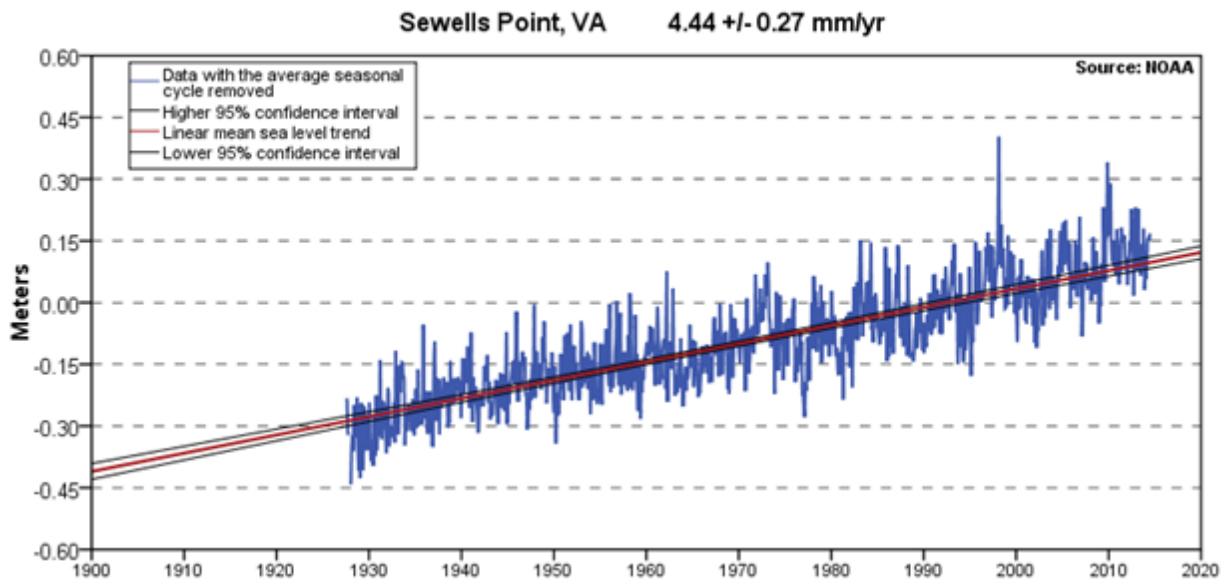 Sewells Point, VA 4.44 +/- 0.27 mm/yr
Source: NOAA
Data with the average seasonal
cycle removed
Higher 95% confidence interval
Linear mean sea level trend
Lower 95% confidence interval
Meters
0.60
0.45
0.30
0.15
0.00
-0.15
-0.30
-0.45
-0.60
1900 1910 1920 1930 1940 1950 1960 1970 1980 1990 2000 2010 2020